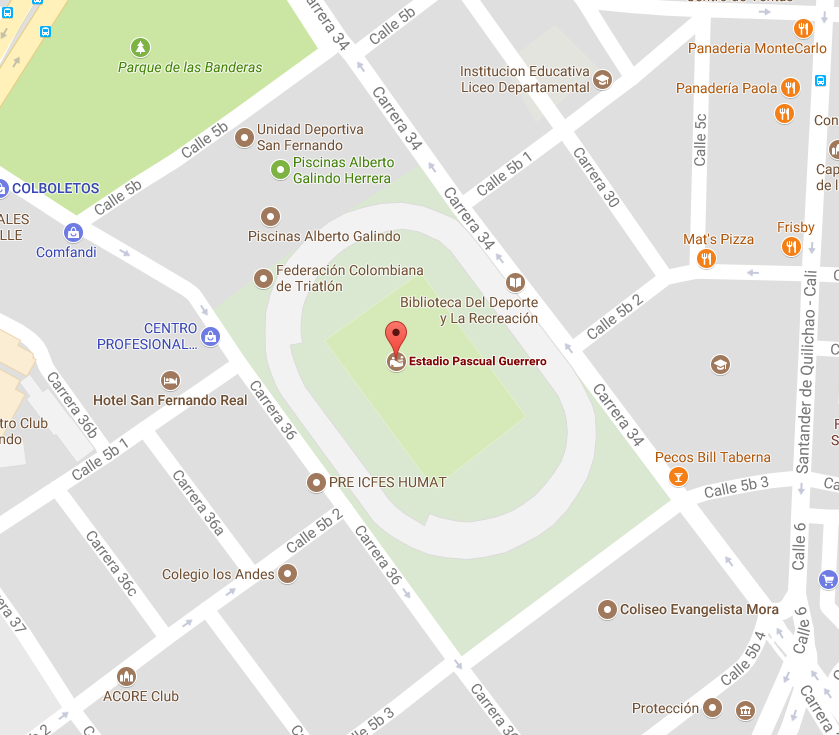 Centro de Ventas
Carrera 34
Calle 5b
Panaderia MonteCarlo
Parque de las Banderas
Institucion Educativa
Liceo Departamental
Panadería Paola
Carrera 34
Calle 5c
Con
Unidad Deportiva
San Fernando
Calle 5b
Piscinas Alberto
Galindo Herrera
Calle 5b 1
Carrera 30
Cap
de l
COLBOLETOS
Calle 5b
ALES
LLE
Comfandi
Piscinas Alberto Galindo
Carrera 34
Mat's Pizza
Frisby
Federación Colombiana
de Triatlón
Biblioteca Del Deporte
y La Recreación
Calle 5b 2
Santander de Quilichao - Cali
CENTRO
PROFESIONAL...
Estadio Pascual Guerrero
Hotel San Fernando Real
Carrera 36b
Carrera 36
Carrera 34
tro Club
ndo
Calle 5b 1
Pecos Bill Taberna
PRE ICFES HUMAT
Calle 5b 3
Ca
Carrera 36a
Calle 5b 2
Calle 6
Carrera 36c
Carrera 36
Colegio los Andes
Coliseo Evangelista Mora
Calle 6
37
Calle 5b 4
ACORE Club
Protección
Carrera
2
le 5b 3
Carrera 36